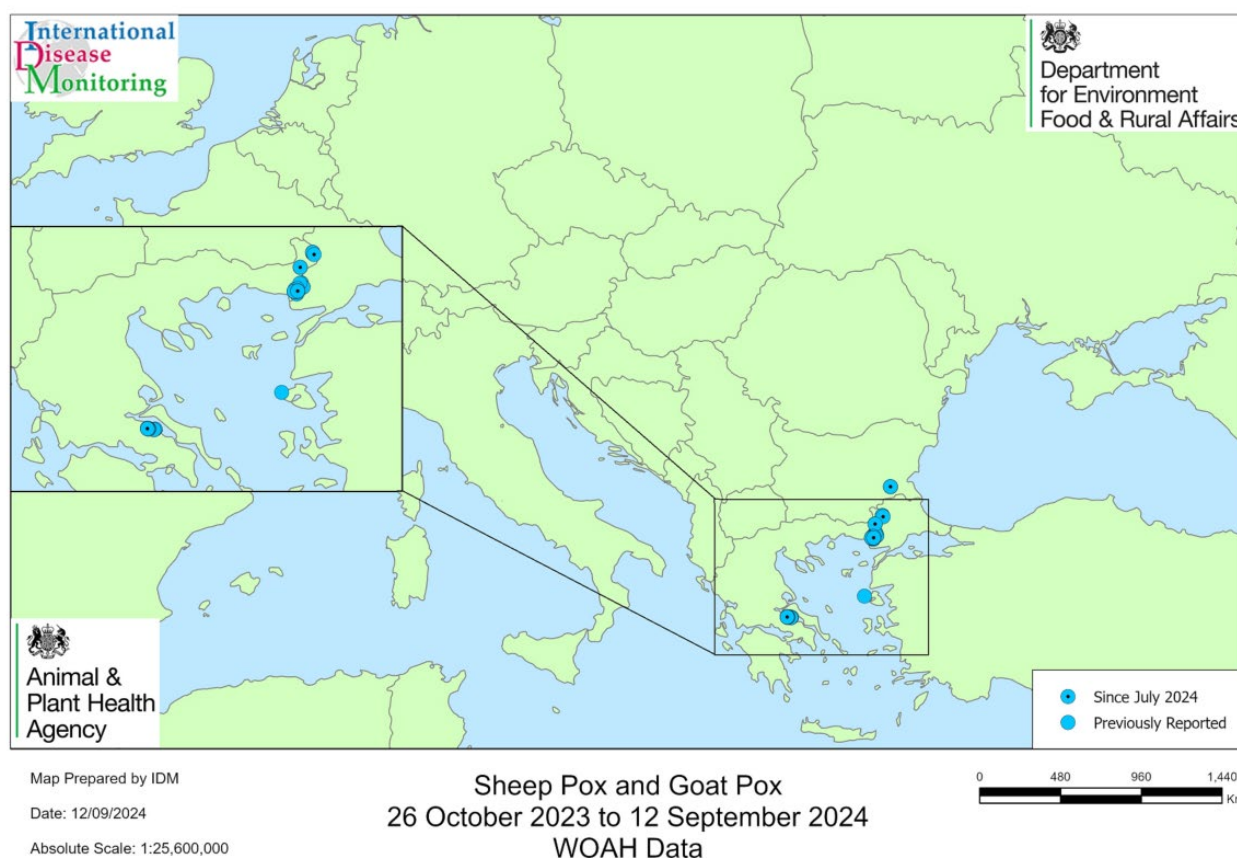 International
Disease
Monitoring
Department
for Environment
Food & Rural Affairs
Animal &
Plant Health
Agency
Since July 2024
Previously Reported
Map Prepared by IDM
Date: 12/09/2024
Absolute Scale: 1:25,600,000
Sheep Pox and Goat Pox
26 October 2023 to 12 September 2024
WOAH Data
0 480 960 1,440